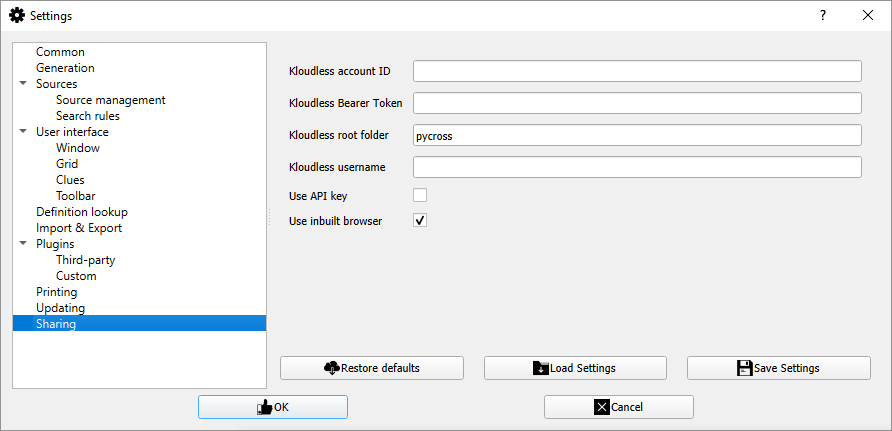 Settings
?
Common
Generation
Sources
Source management
Search rules
User interface
Window
Grid
Clues
Toolbar
Definition lookup
Import & Export
Plugins
Third-party
Custom
Printing
Updating
Sharing
Kloudless account ID
Kloudless Bearer Token
Kloudless root folder pycross
Kloudless username
Use API key
Use inbuilt browser
Restore defaults Load Settings Save Settings
OK Cancel